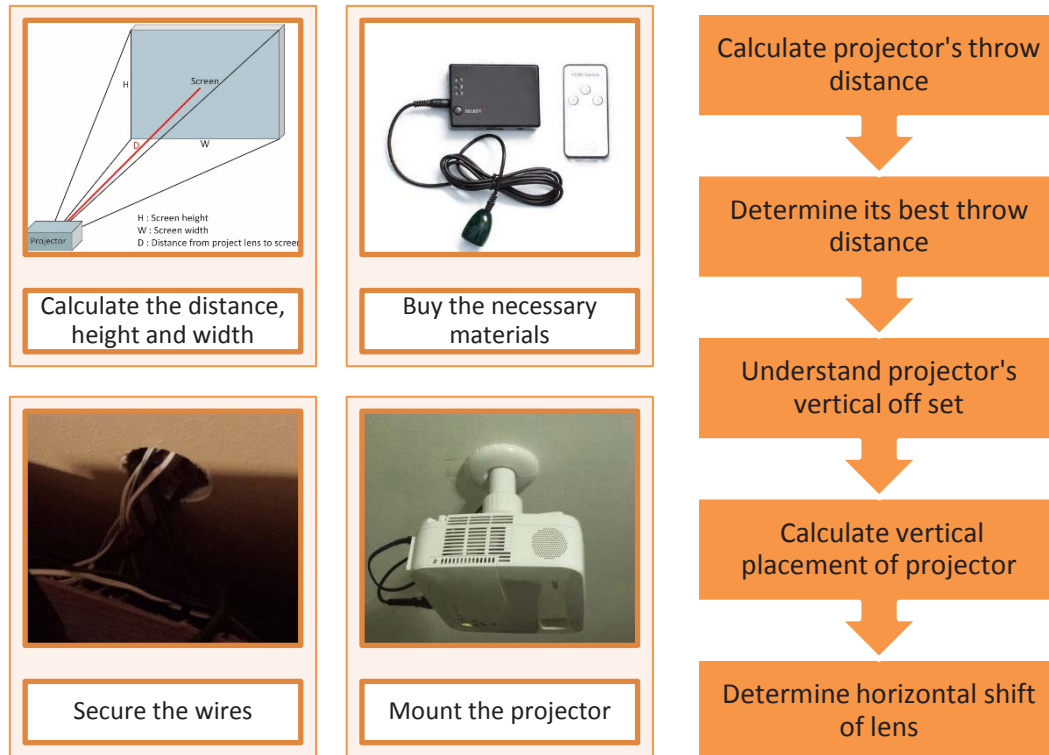 H
Screen
D
W
Projector
H : Screen height
W : Screen width
D : Distance from project lens to screen
Calculate the distance,
height and width
SELECT
Buy the necessary
materials
Secure the wires
Mount the projector
Calculate projector's throw
distance
Determine its best throw
distance
Understand projector's
vertical off set
Calculate vertical
placement of projector
Determine horizontal shift
of lens